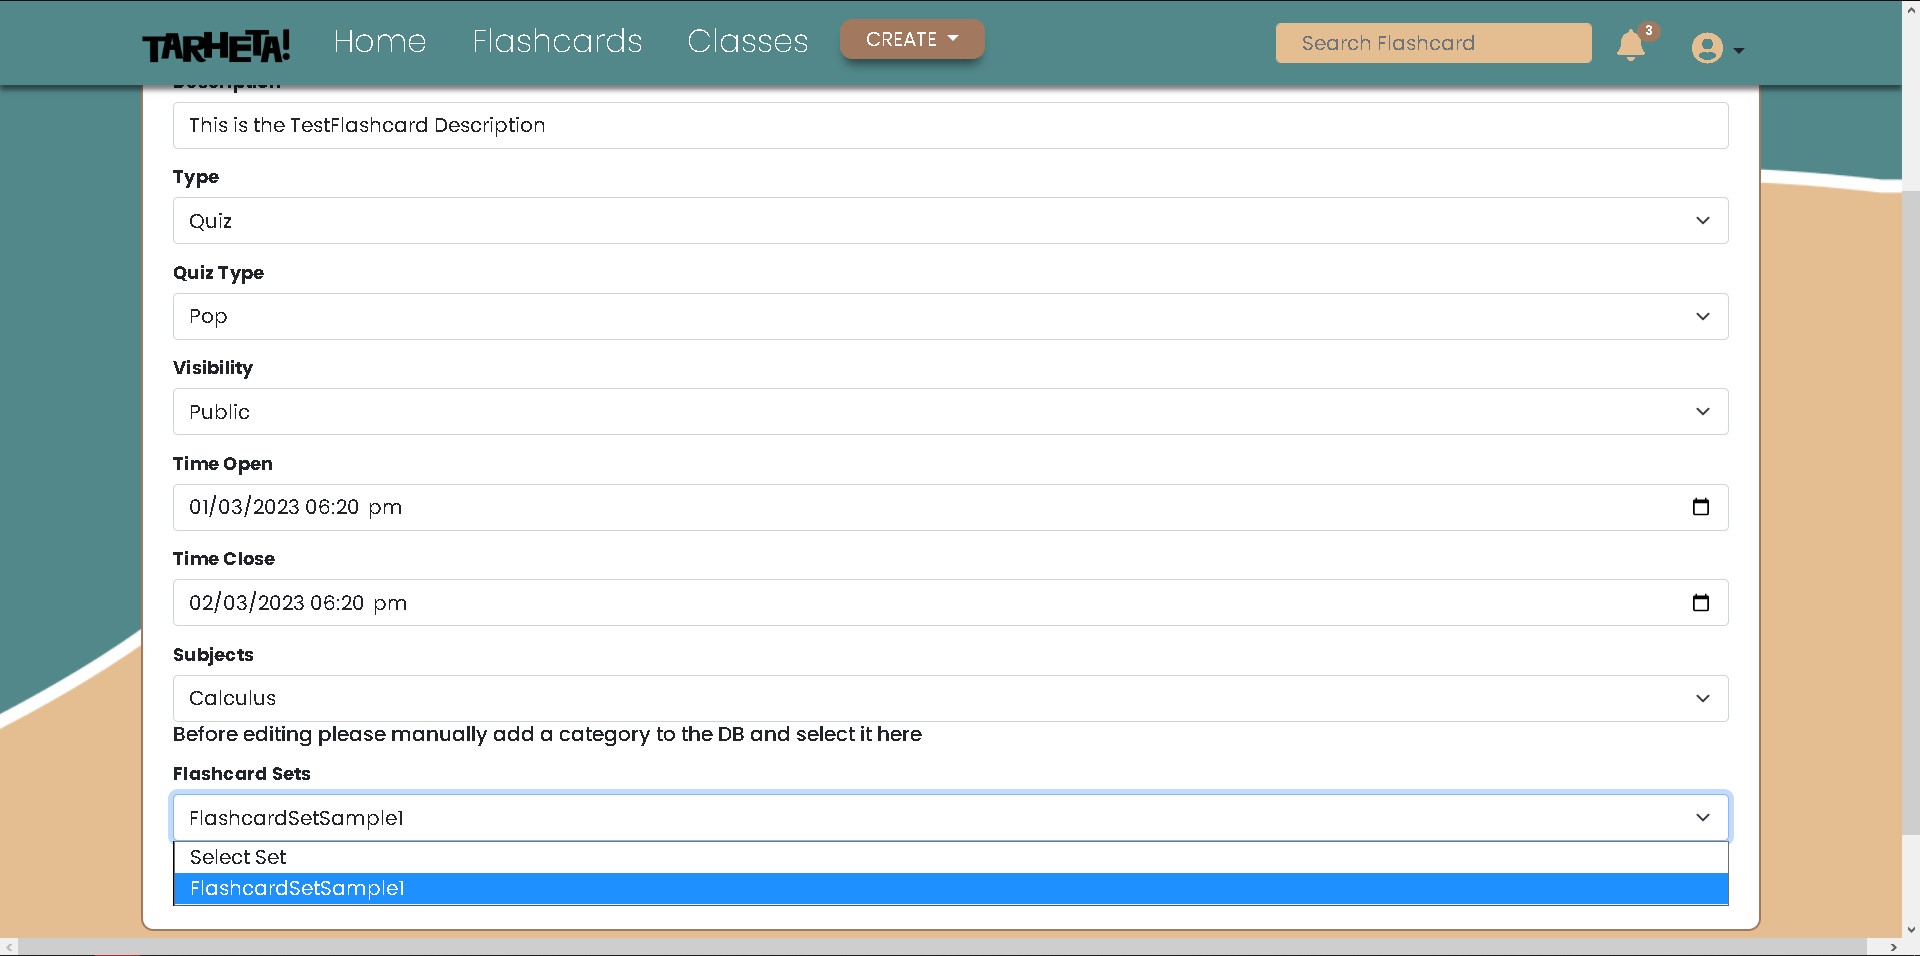 TARHETA! Home Flashcards Classes CREATE Search Flashcard 3
Description
This is the TestFlashcard Description
Type
Quiz
Quiz Type
Pop
Visibility
Public
Time Open
01/03/2023 06:20 pm
Time Close
02/03/2023 06:20 pm
Subjects
Calculus
Before editing please manually add a category to the DB and select it here
Flashcard Sets
FlashcardSetSample1
Select Set
FlashcardSetSample1